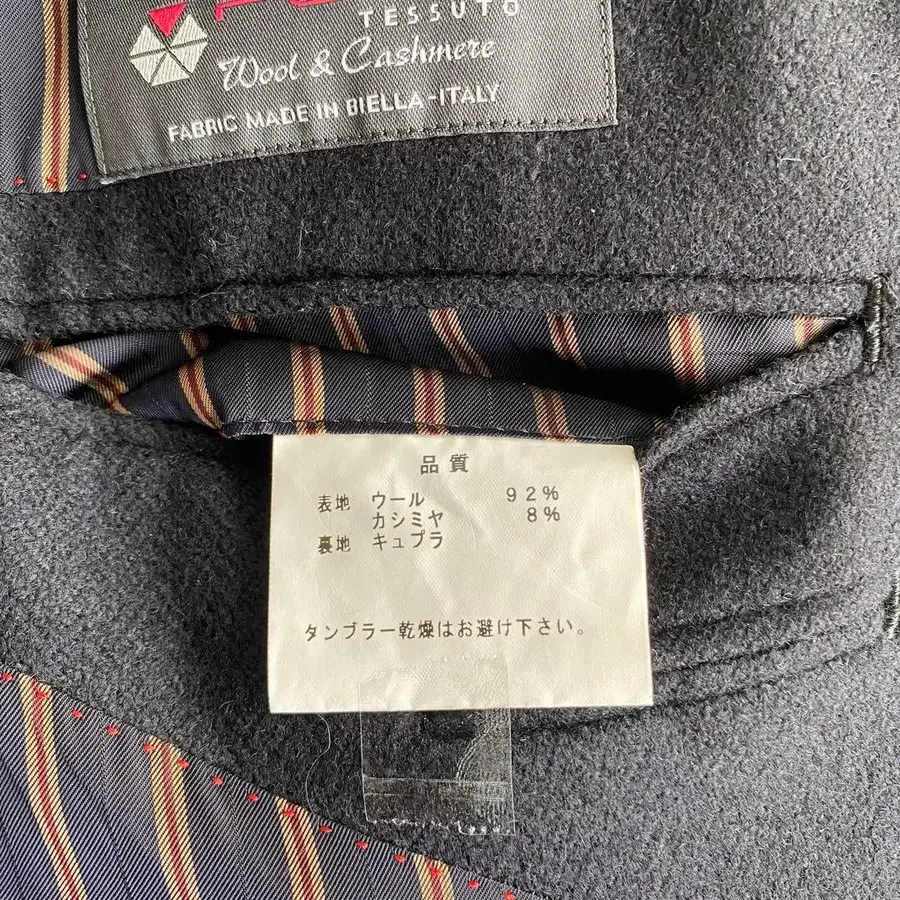 TESSUTO
Wool & Cashmere
FABRIC MADE IN BIELLA-ITALY
品質
表地 ウール 92%
カシミヤ 8%
裏地 キュプラ
タンブラー乾燥はお避け下さい。